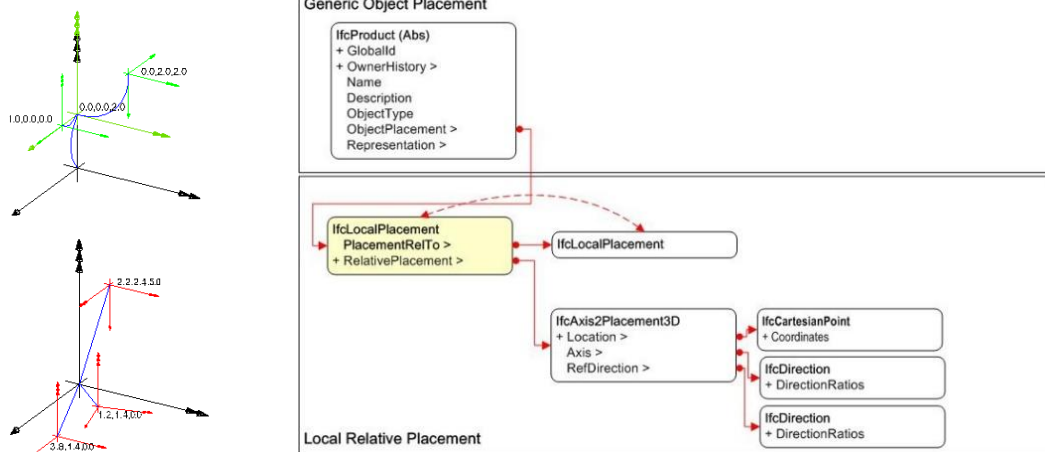 0.0,2.0,2.0
0.0,0.0,2.0
1.0,0.0,0.0
2.2,2.4,5.0
1.2,1.4,0.0
3.8,1.4,0.0
Generic Object Placement
IfcProduct (Abs)
+ GlobalId
+ OwnerHistory >
Name
Description
ObjectType
ObjectPlacement >
Representation >
IfcLocalPlacement
PlacementRelTo >
+ RelativePlacement >
IfcLocalPlacement
IfcAxis2Placement3D
+ Location >
Axis >
RefDirection >
IfcCartesianPoint
+ Coordinates
IfcDirection
+ DirectionRatios
IfcDirection
+ DirectionRatios
Local Relative Placement